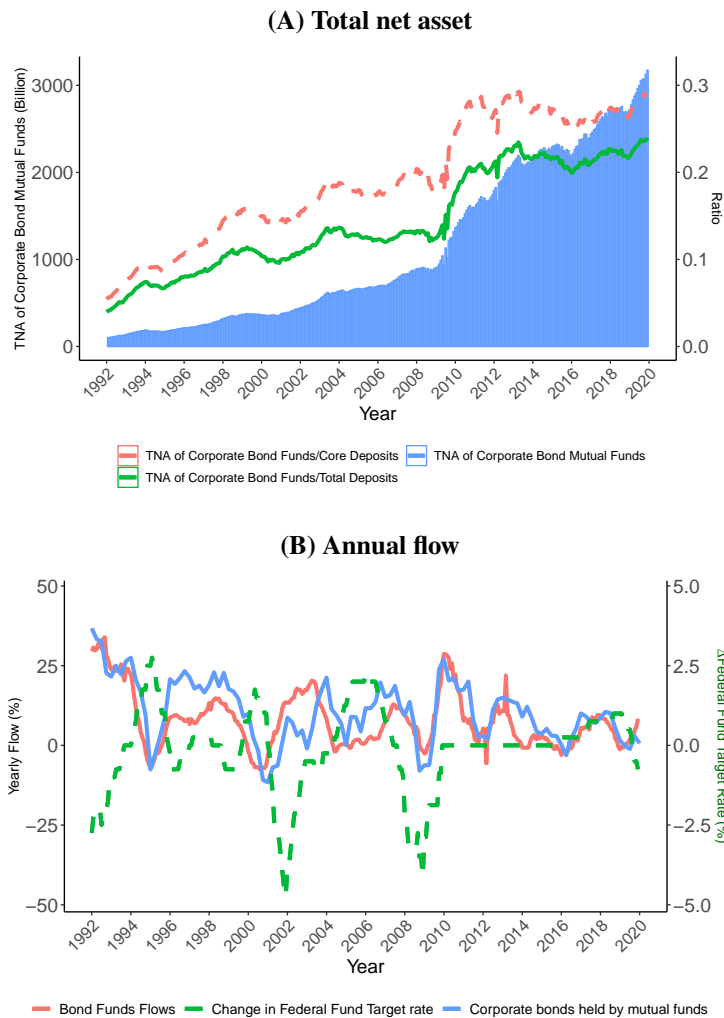 (A) Total net asset
TNA of Corporate Bond Mutual Funds (Billion)
3000
2000
1000
0
0.3
0.2
0.1
0.0
Ratio
1992 1994 1996 1998 2000 2002 2004 2006 2008 2010 2012 2014 2016 2018 2020
Year
TNA of Corporate Bond Funds/Core Deposits TNA of Corporate Bond Mutual Funds
TNA of Corporate Bond Funds/Total Deposits
(B) Annual flow
Yearly Flow (%)
50
25
0
−25
−50
5.0
2.5
0.0
−2.5
−5.0
ΔFederal Fund Target Rate (%)
1992 1994 1996 1998 2000 2002 2004 2006 2008 2010 2012 2014 2016 2018 2020
Year
Bond Funds Flows Change in Federal Fund Target rate Corporate bonds held by mutual funds